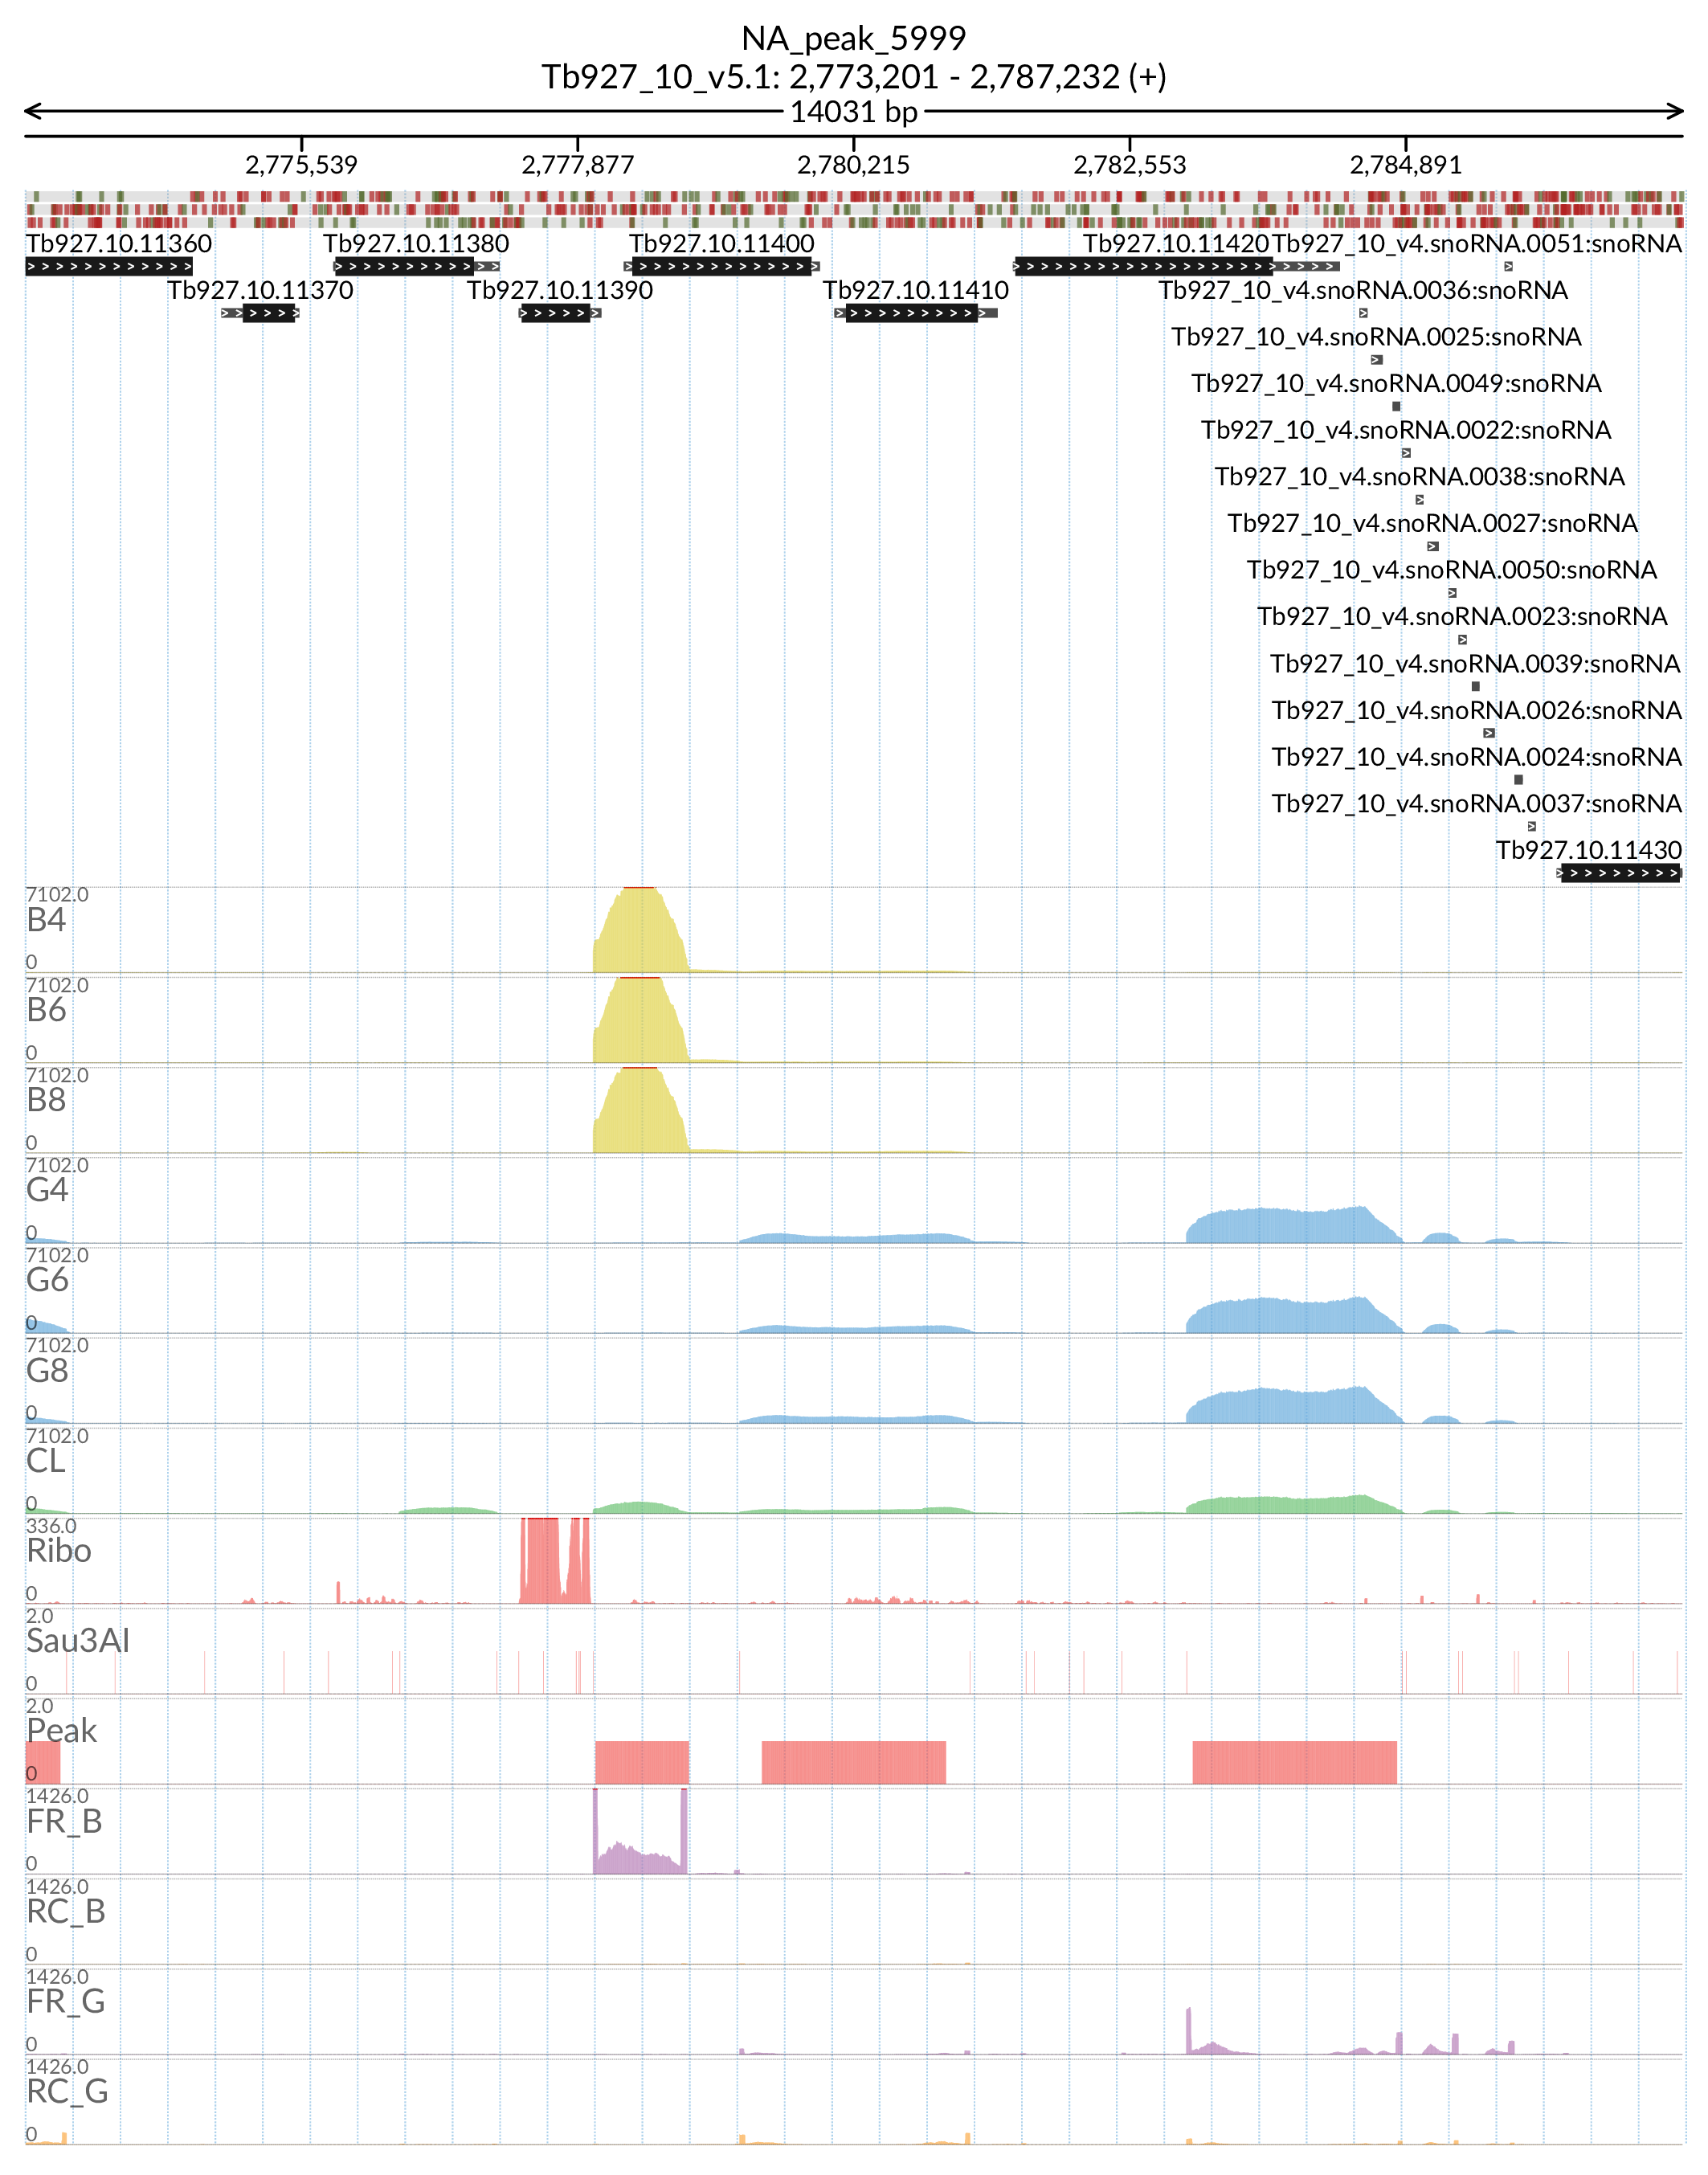 NA_peak_5999
Tb927_10_v5.1: 2,773,201 - 2,787,232 (+)
14031 bp
2,775,539 2,777,877 2,780,215 2,782,553 2,784,891
Tb927.10.11360 Tb927.10.11380 Tb927.10.11400 Tb927.10.11420 Tb927_10_v4.snoRNA.0051:snoRNA
Tb927.10.11370 Tb927.10.11390 Tb927.10.11410 Tb927_10_v4.snoRNA.0036:snoRNA
Tb927_10_v4.snoRNA.0025:snoRNA
Tb927_10_v4.snoRNA.0049:snoRNA
Tb927_10_v4.snoRNA.0022:snoRNA
Tb927_10_v4.snoRNA.0038:snoRNA
Tb927_10_v4.snoRNA.0027:snoRNA
Tb927_10_v4.snoRNA.0050:snoRNA
Tb927_10_v4.snoRNA.0023:snoRNA
Tb927_10_v4.snoRNA.0039:snoRNA
Tb927_10_v4.snoRNA.0026:snoRNA
Tb927_10_v4.snoRNA.0024:snoRNA
Tb927_10_v4.snoRNA.0037:snoRNA
Tb927.10.11430
7102.0
B4
0
7102.0
B6
0
7102.0
B8
0
7102.0
G4
0
7102.0
G6
0
7102.0
G8
0
7102.0
CL
0
336.0
Ribo
0
2.0
Sau3AI
0
2.0
Peak
0
1426.0
FR_B
0
1426.0
RC_B
0
1426.0
FR_G
0
1426.0
RC_G
0